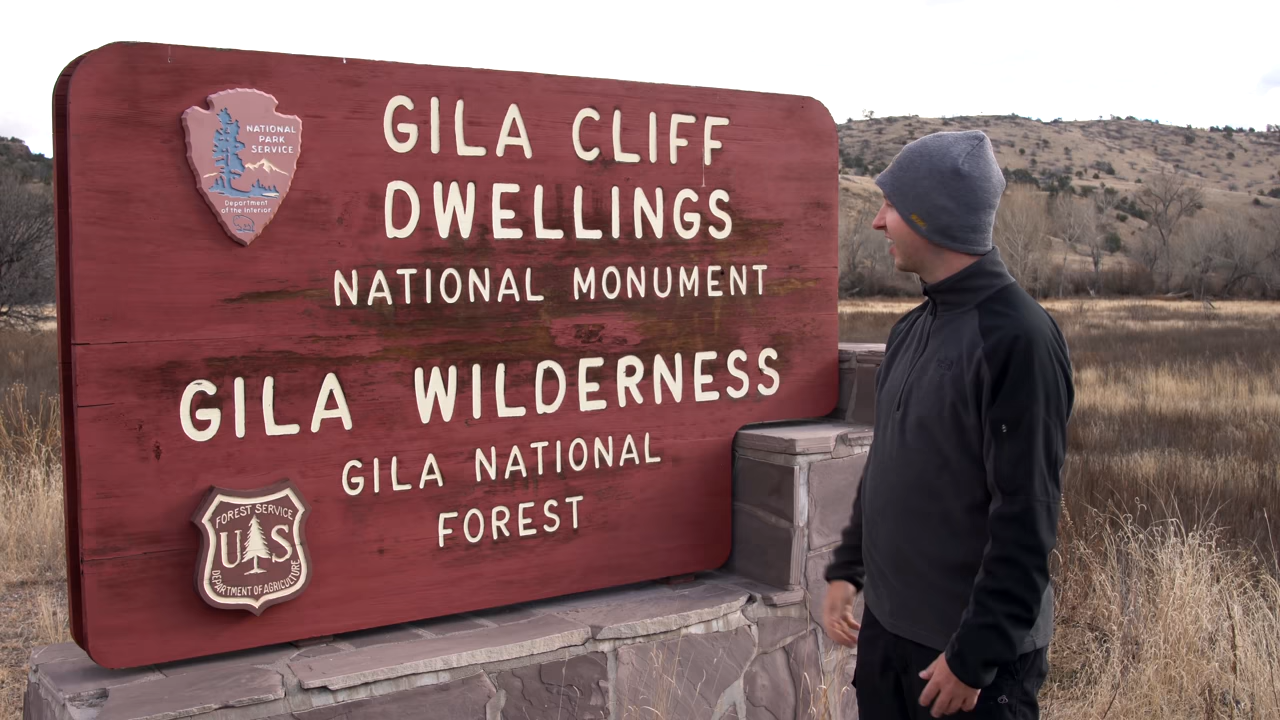 NATIONAL
PARK
SERVICE
Department
of the Interior
GILA CLIFF
DWELLINGS
NATIONAL MONUMENT
GILA WILDERNESS
GILA NATIONAL
FOREST
FOREST SERVICE
U S
DEPARTMENT OF AGRICULTURE